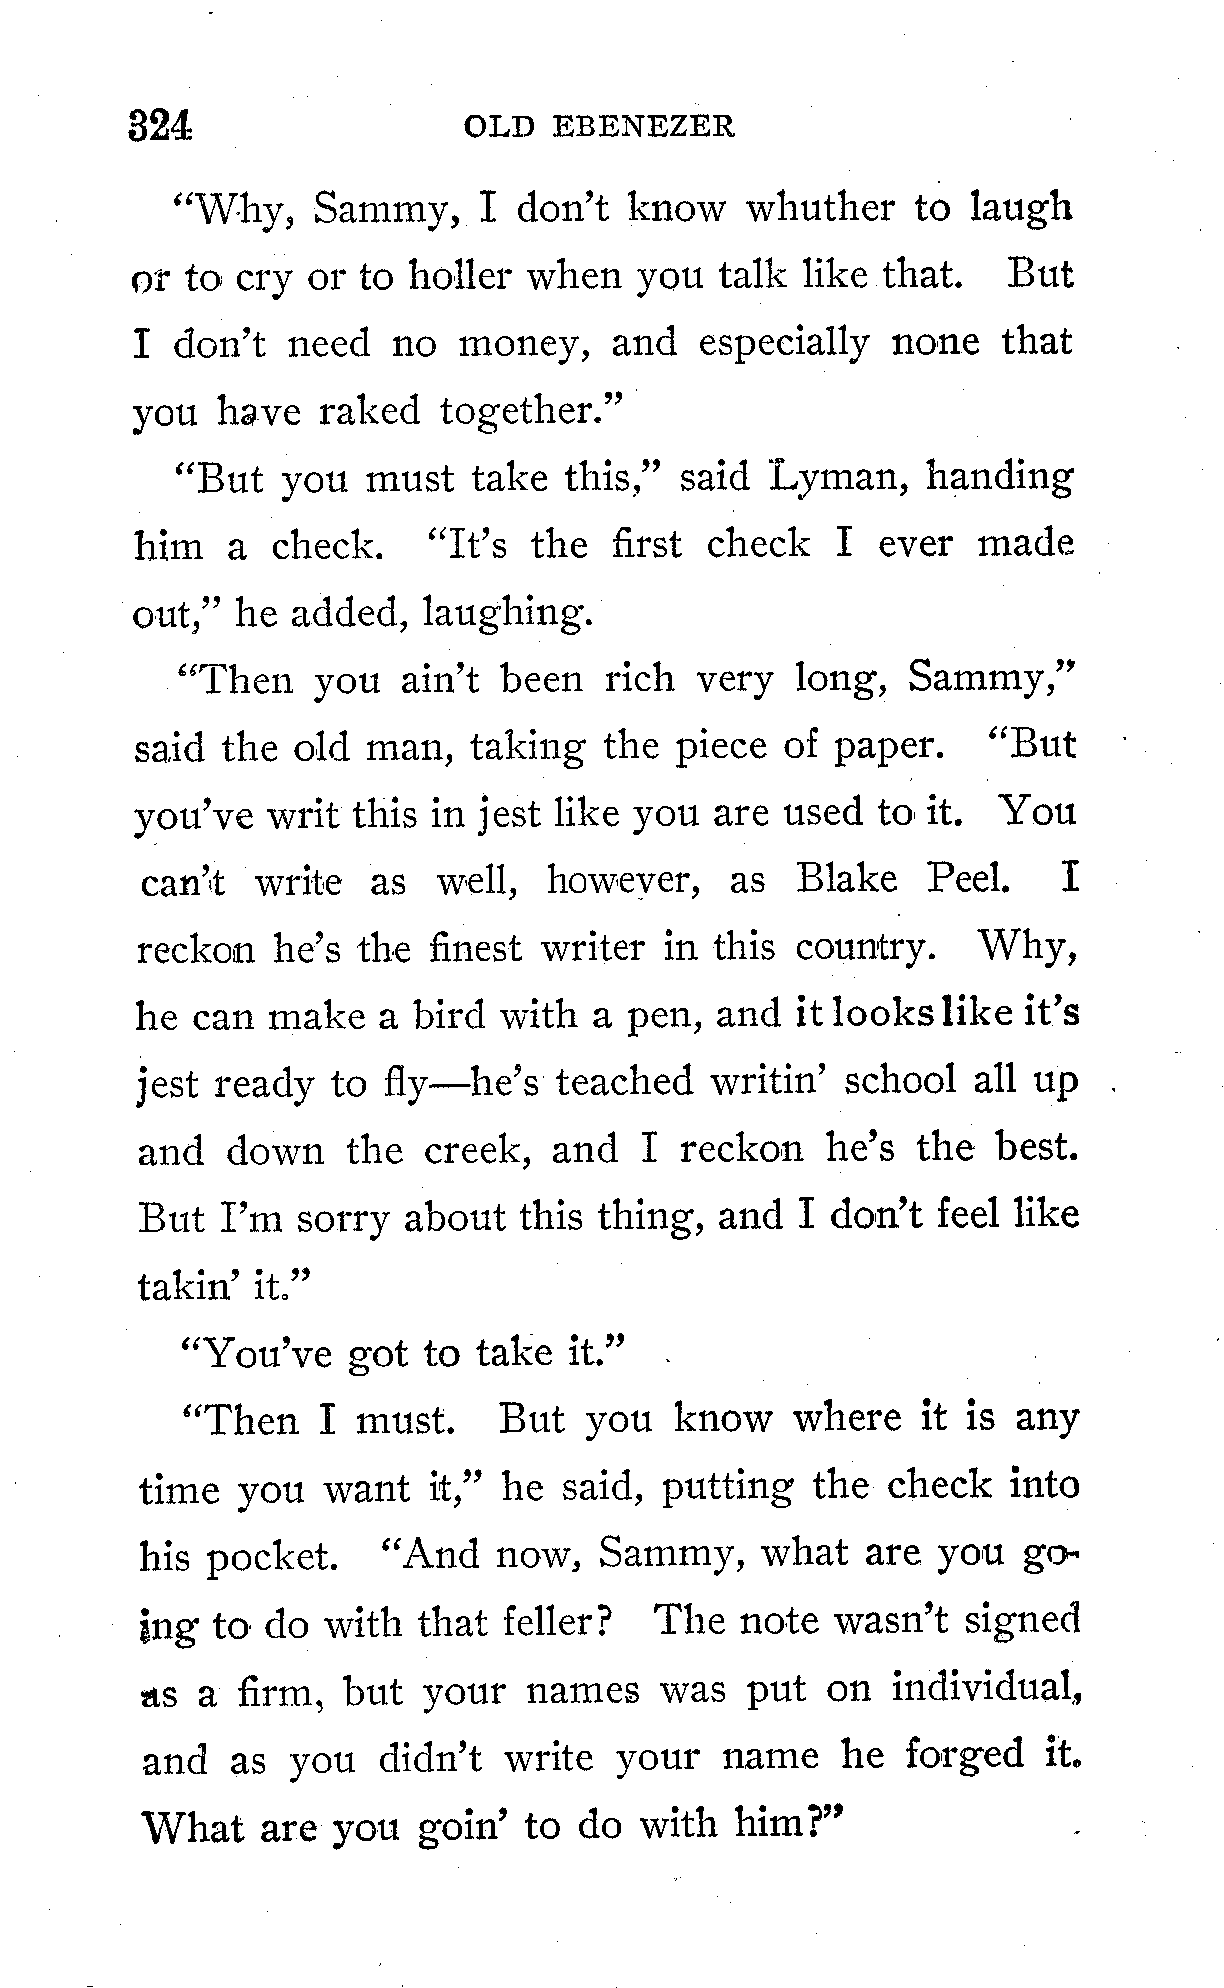 324 OLD EBENEZER
“Why, Sammy, I don’t know whuther to laugh
or to cry or to holler when you talk like that. But
I don’t need no money, and especially none that
you have raked together.”
“But you must take this,” said Lyman, handing
him a check. “It’s the first check I ever made
out,” he added, laughing.
“Then you ain’t been rich very long, Sammy,”
said the old man, taking the piece of paper. “But
you’ve writ this in jest like you are used to it. You
can’t write as well, however, as Blake Peel. I
reckon he’s the finest writer in this country. Why,
he can make a bird with a pen, and it looks like it’s
jest ready to fly—he’s teached writin’ school all up
and down the creek, and I reckon he’s the best.
But I’m sorry about this thing, and I don’t feel like
takin’ it.”
“You’ve got to take it.”
“Then I must. But you know where it is any
time you want it,” he said, putting the check into
his pocket. “And now, Sammy, what are you go-
ing to do with that feller? The note wasn’t signed
as a firm, but your names was put on individual,
and as you didn’t write your name he forged it.
What are you goin’ to do with him?”